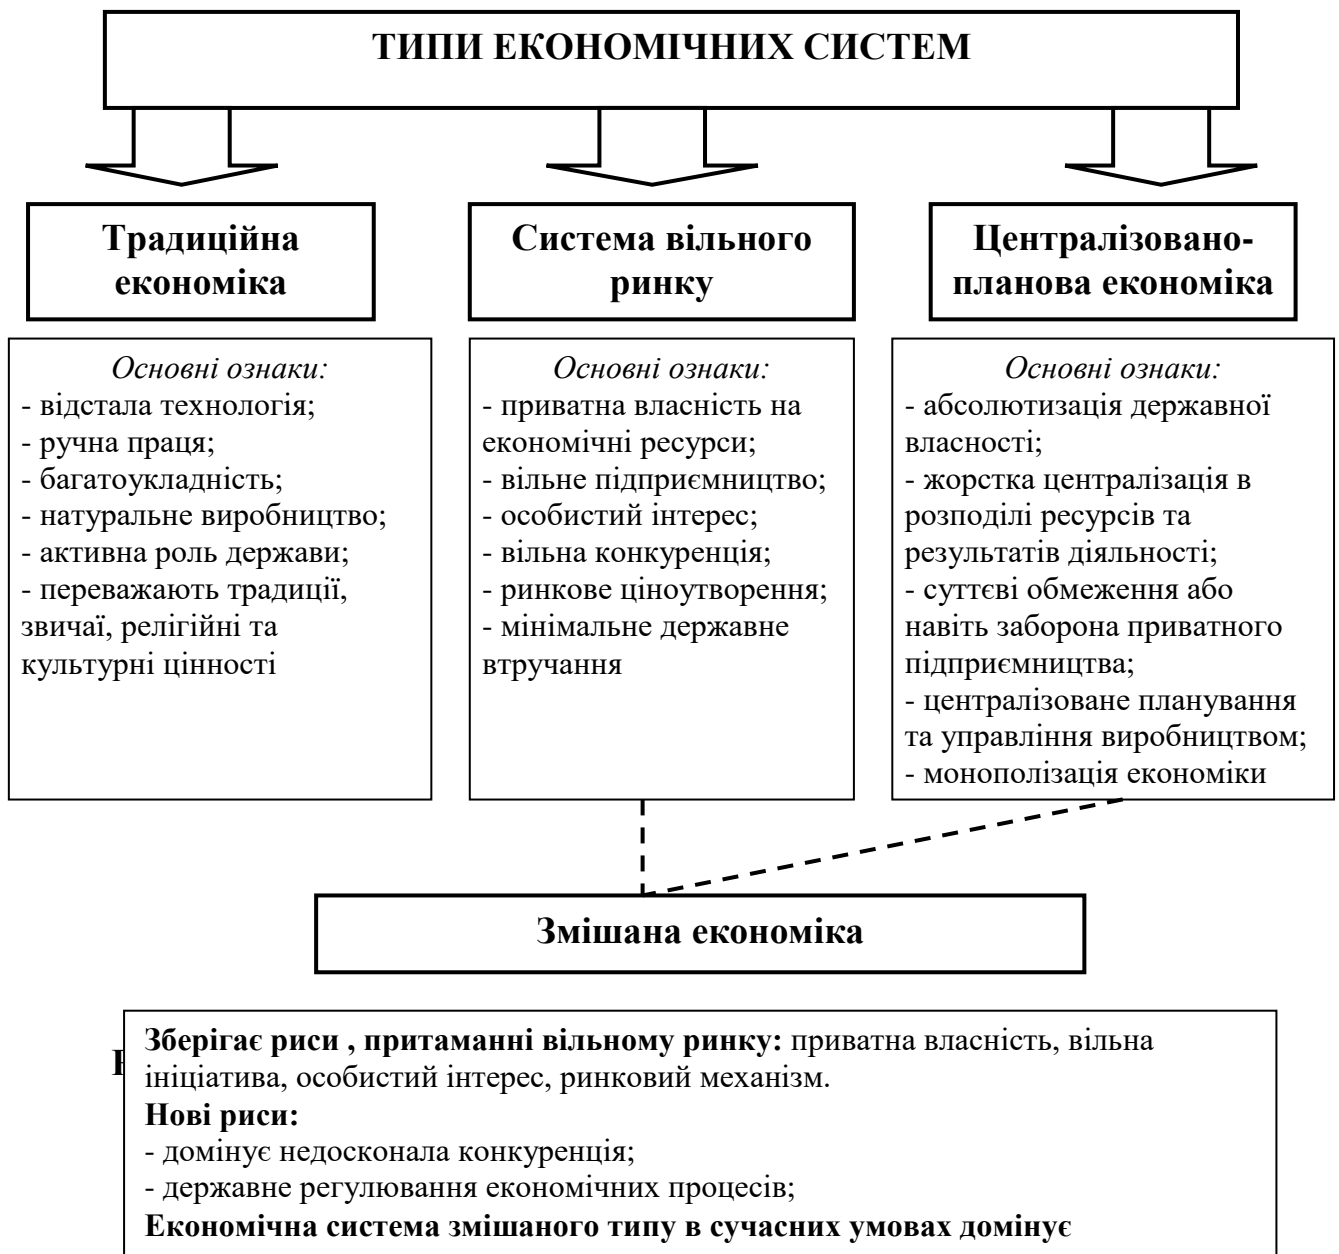 ТИПИ ЕКОНОМІЧНИХ СИСТЕМ
Традиційна
економіка
Система вільного
ринку
Централізовано-
планова економіка
Основні ознаки:
- відстала технологія;
- ручна праця;
- багатоукладність;
- натуральне виробництво;
- активна роль держави;
- переважають традиції,
звичаї, релігійні та
культурні цінності
Основні ознаки:
- приватна власність на
економічні ресурси;
- вільне підприємництво;
- особистий інтерес;
- вільна конкуренція;
- ринкове ціноутворення;
- мінімальне державне
втручання
Основні ознаки:
- абсолютизація державної
власності;
- жорстка централізація в
розподілі ресурсів та
результатів діяльності;
- суттєві обмеження або
навіть заборона приватного
підприємництва;
- централізоване планування
та управління виробництвом;
- монополізація економіки
Змішана економіка
Зберігає риси , притаманні вільному ринку: приватна власність, вільна
ініціатива, особистий інтерес, ринковий механізм.
Нові риси:
- домінує недосконала конкуренція;
- державне регулювання економічних процесів;
Економічна система змішаного типу в сучасних умовах домінує